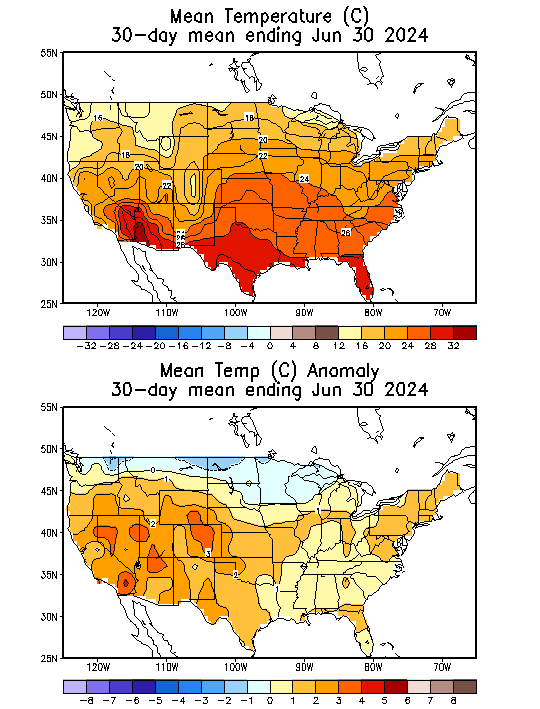 Mean Temperature (C)
30-day mean ending Jun 30 2024
55N
50N
45N
40N
35N
30N
25N
16
18
18
20
20
22
22
24
26
120W 110W 100W 90W 80W 70W
-32 -28 -24 -20 -16 -12 -8 -4 0 4 8 12 16 20 24 28 32
Mean Temp (C) Anomaly
30-day mean ending Jun 30 2024
55N
50N
45N
40N
35N
30N
25N
0
1
1
2
3
2
1
120W 110W 100W 90W 80W 70W
-8 -7 -6 -5 -4 -3 -2 -1 0 1 2 3 4 5 6 7 8